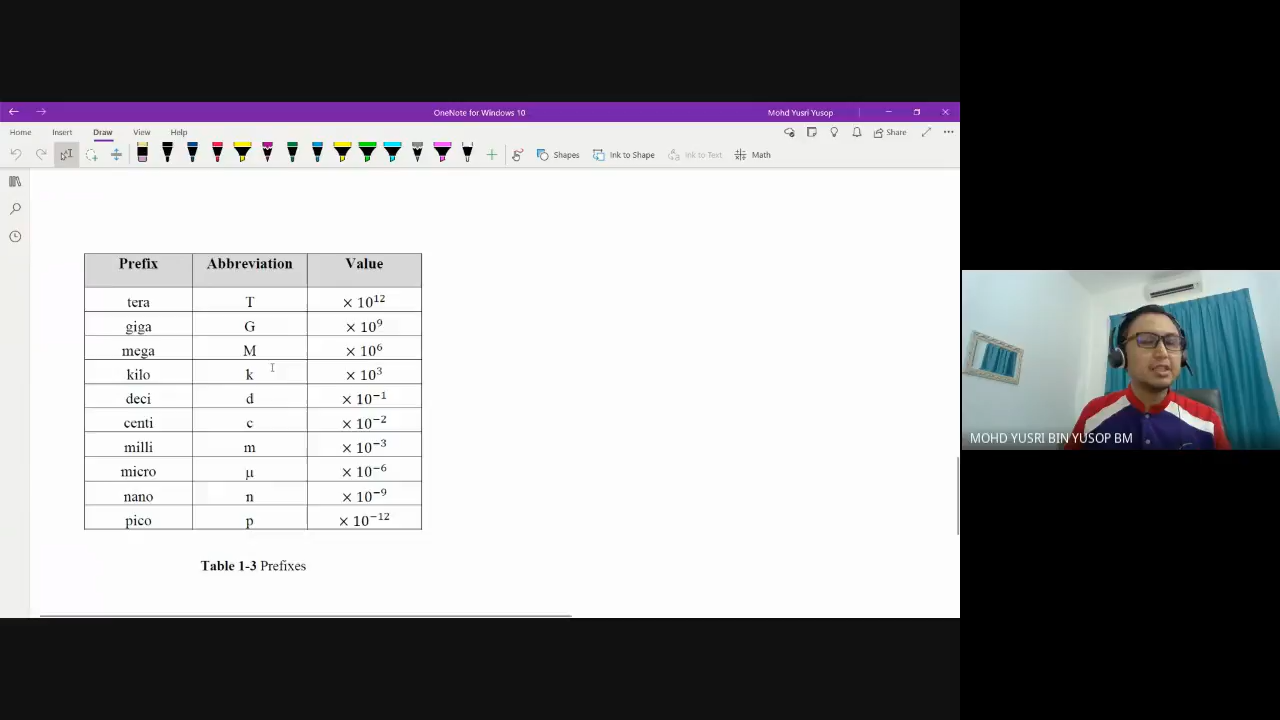 OneNote for Windows 10
Mohd Yusri Yusop
Home Insert Draw View Help
Share
Shapes Ink to Shape Ink to Text Math
Prefix Abbreviation Value
tera T × 10¹²
giga G × 10⁹
mega M × 10⁶
kilo k × 10³
deci d × 10⁻¹
centi c × 10⁻²
milli m × 10⁻³
micro μ × 10⁻⁶
nano n × 10⁻⁹
pico p × 10⁻¹²
Table 1-3 Prefixes
MOHD YUSRI BIN YUSOP BM